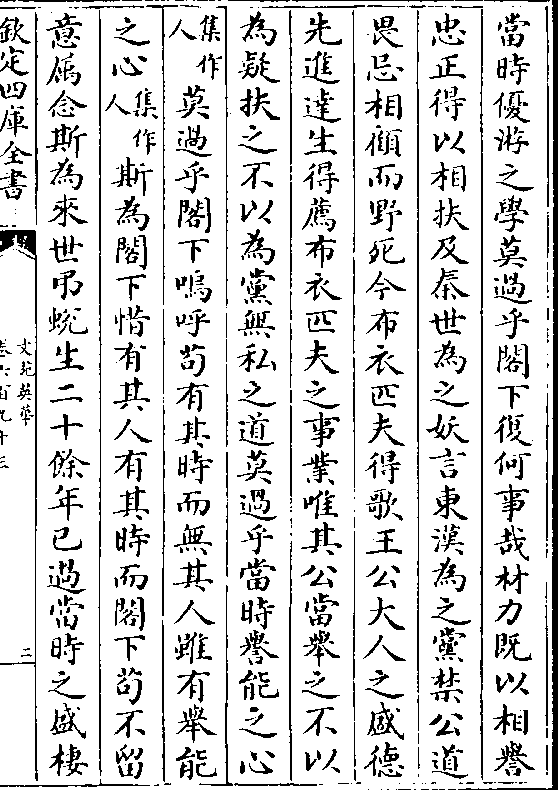 當時優游之學莫過乎閣下復何事哉材力既以相譽
忠正得以相扶及秦世為之妖言東漢為之黨禁公道
畏忌相顧而野死今布衣匹夫得歌王公大人之盛德
先進達生得薦布衣匹夫之事業唯其公當舉之不以
為疑扶之不以為黨無私之道莫過乎當時譽能之心
集作人莫過乎閣下嗚呼苟有其時而無其人雖有舉能
之心集作人斯為閣下惜有其人有其時而閣下苟不留
意屬念斯為來世弔蛻生二十餘年已過當時之盛棲
欽定四庫全書
文苑英華
卷六百九十三
二